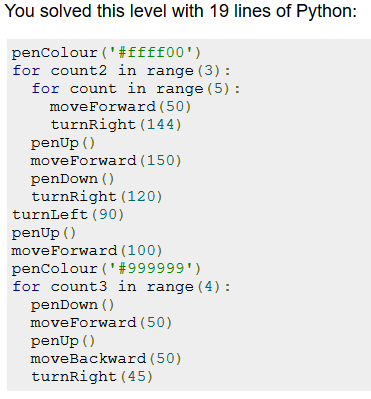 You solved this level with 19 lines of Python:
penColour('#ffff00')
for count2 in range(3):
  for count in range(5):
    moveForward(50)
    turnRight(144)
  penUp()
  moveForward(150)
  penDown()
  turnRight(120)
turnLeft(90)
penUp()
moveForward(100)
penColour('#999999')
for count3 in range(4):
  penDown()
  moveForward(50)
  penUp()
  moveBackward(50)
  turnRight(45)